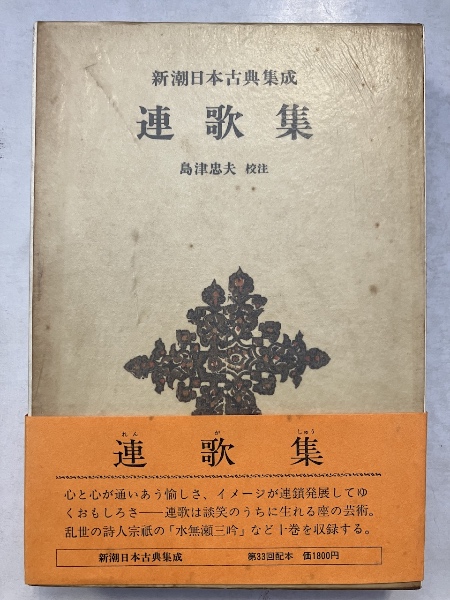 新潮日本古典集成
連歌集
島津忠夫 校注
れん が しゅう
連歌集
心と心が通いあう愉しさ、イメージが連鎖発展してゆ
くおもしろさ──連歌は談笑のうちに生れる座の芸術。
乱世の詩人宗祇の「水無瀬三吟」など十巻を収録する。
新潮日本古典集成 第33回配本 価1800円